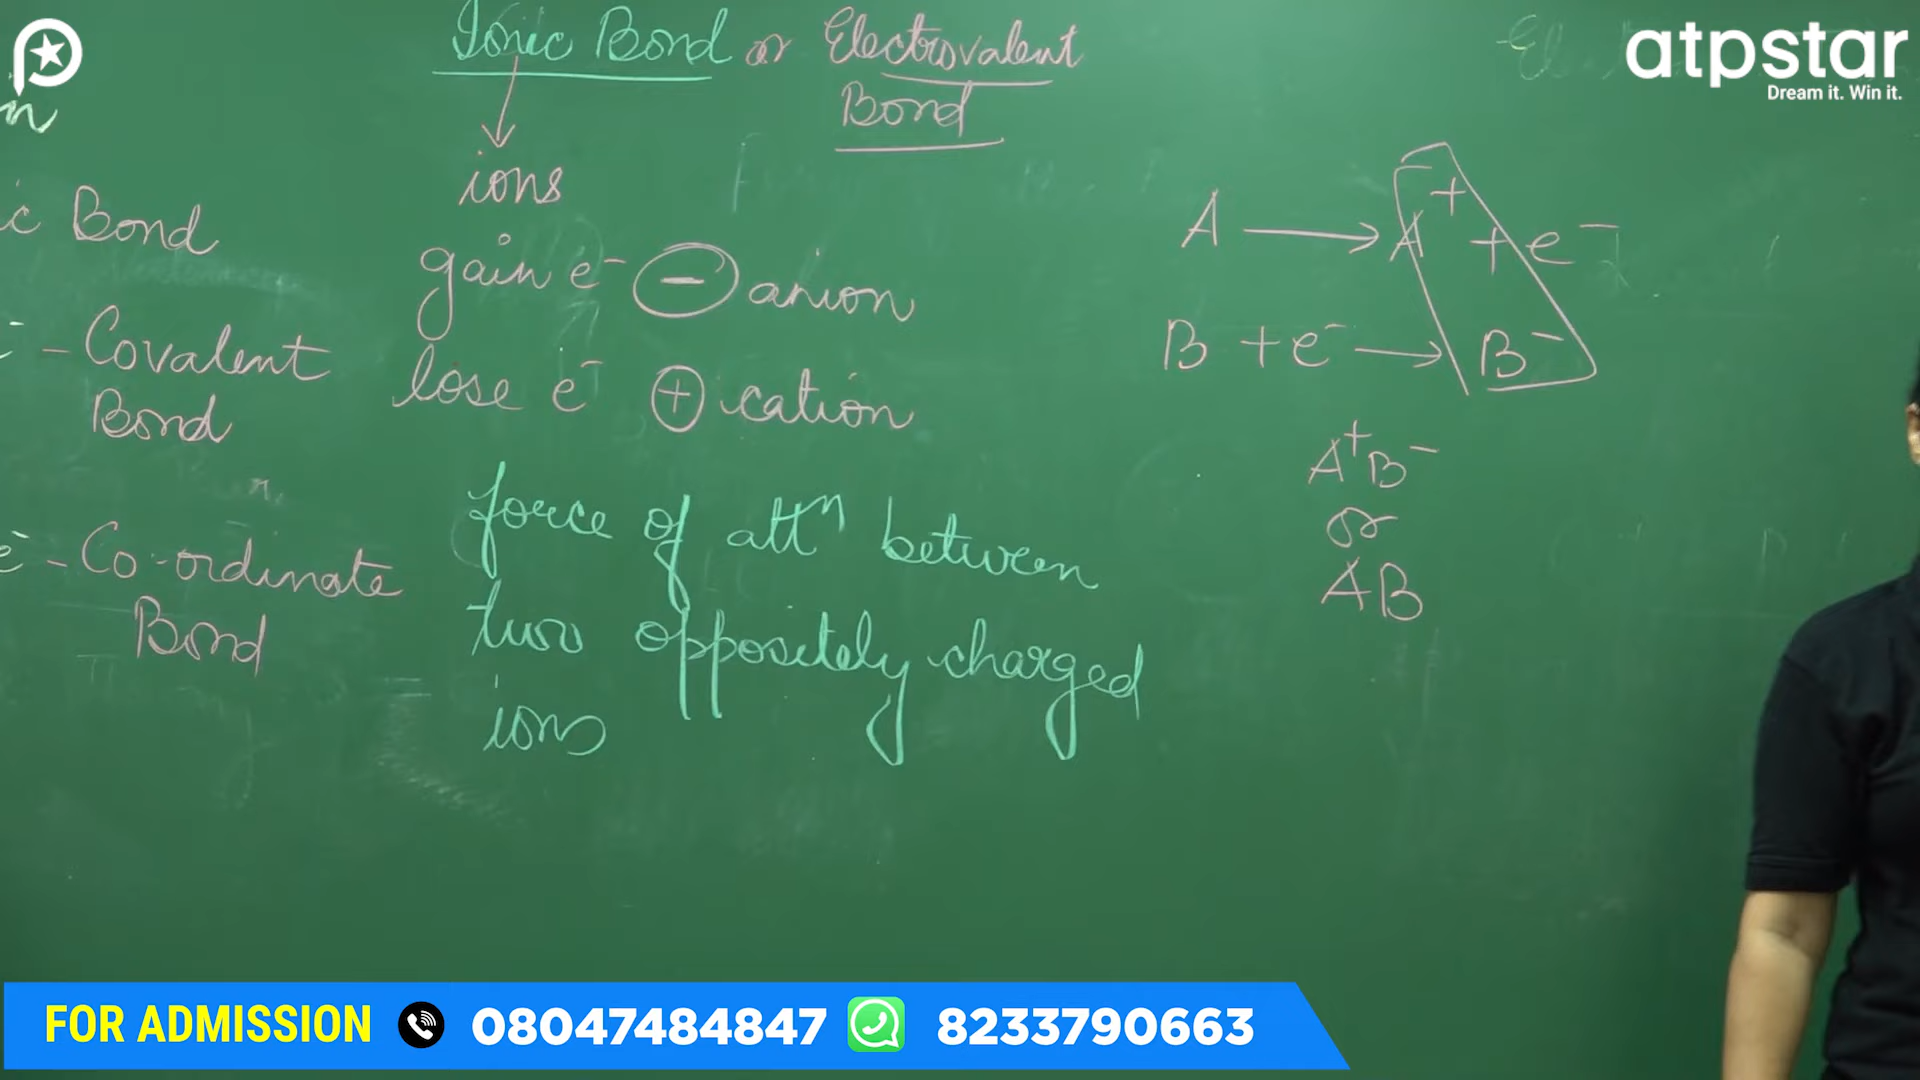 Ionic Bond or Electrovalent
Bond
ions
gain e⁻ ⊖ anion
lose e⁻ ⊕ cation
force of attⁿ between
two oppositely charged
ions
n
ic Bond
- Covalent
Bond
e⁻ - Co-ordinate
Bond
A → A⁺ + e⁻
B + e⁻ → B⁻
A⁺B⁻
or
AB
atpstar
Dream it. Win it.
FOR ADMISSION 08047484847 8233790663